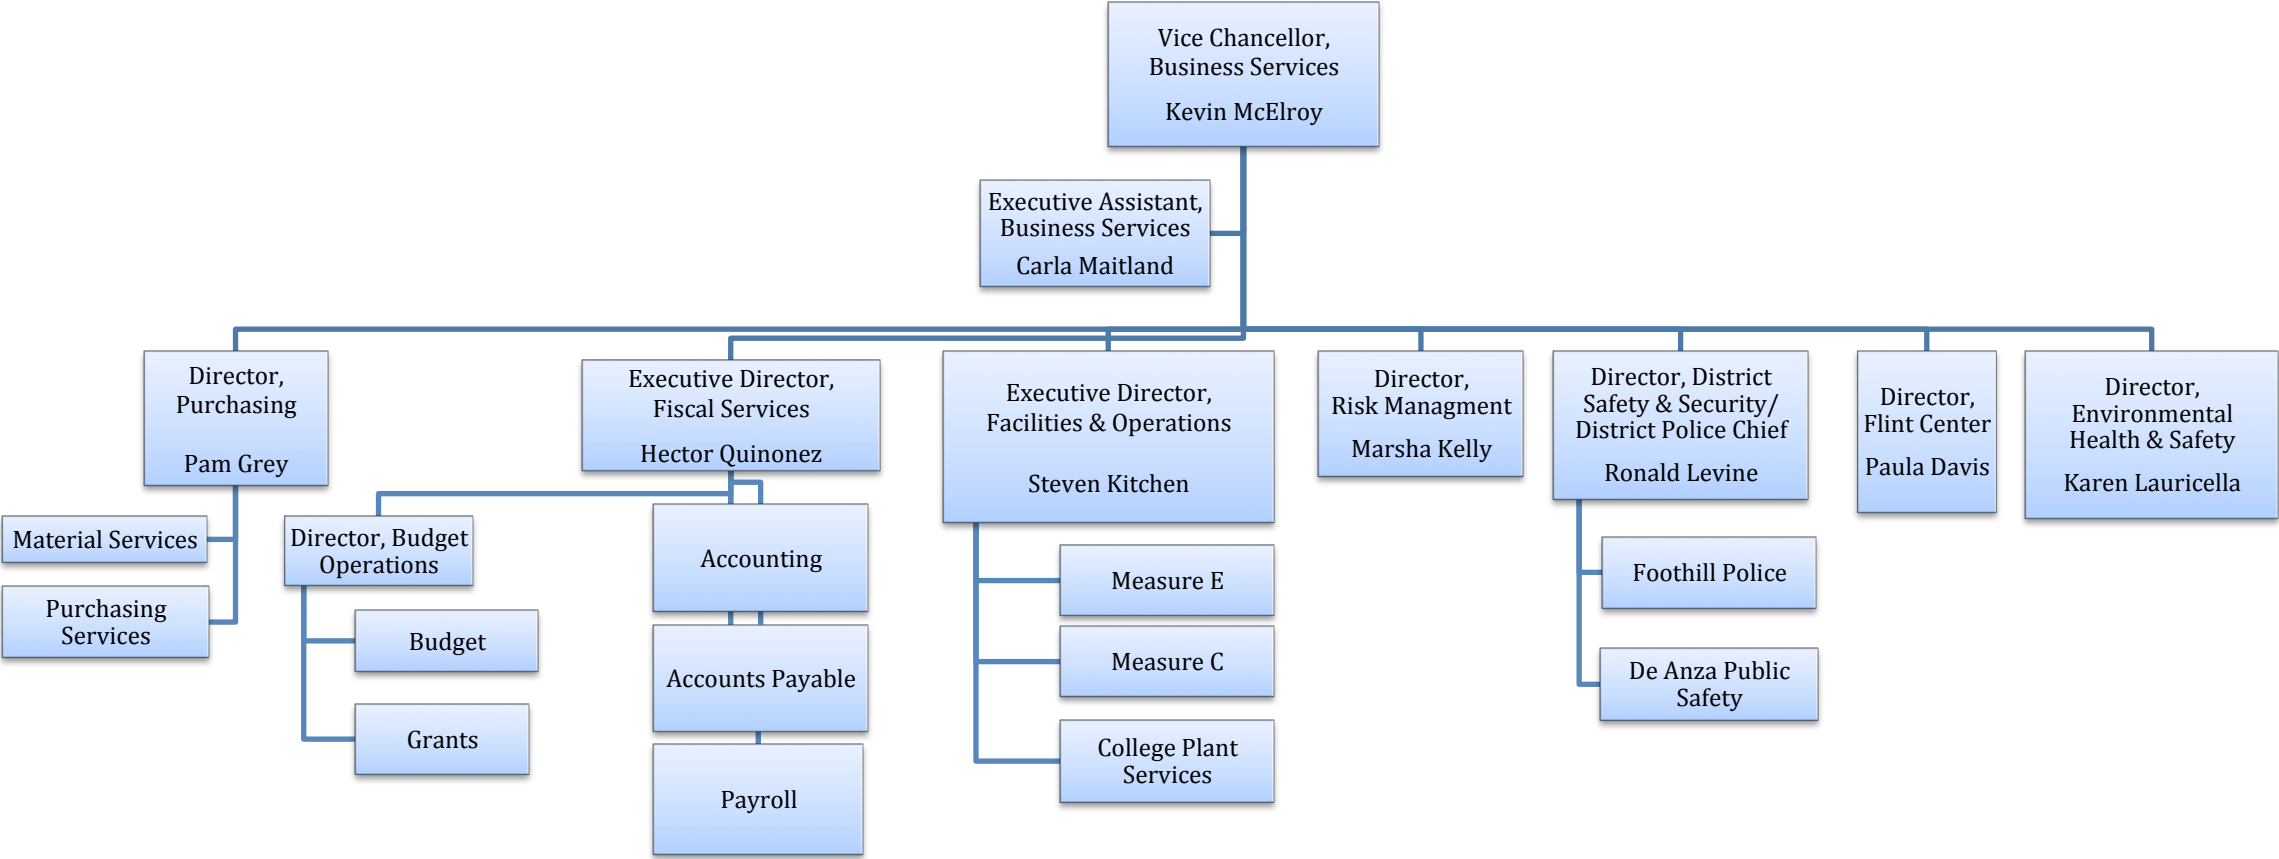 Vice Chancellor,
Business Services
Kevin McElroy
Executive Assistant,
Business Services
Carla Maitland
Director,
Purchasing
Pam Grey
Material Services
Purchasing
Services
Executive Director,
Fiscal Services
Hector Quinonez
Director, Budget
Operations
Budget
Grants
Accounting
Accounts Payable
Payroll
Executive Director,
Facilities & Operations
Steven Kitchen
Measure E
Measure C
College Plant
Services
Director,
Risk Managment
Marsha Kelly
Director, District
Safety & Security/
District Police Chief
Ronald Levine
Foothill Police
De Anza Public
Safety
Director,
Flint Center
Paula Davis
Director,
Environmental
Health & Safety
Karen Lauricella